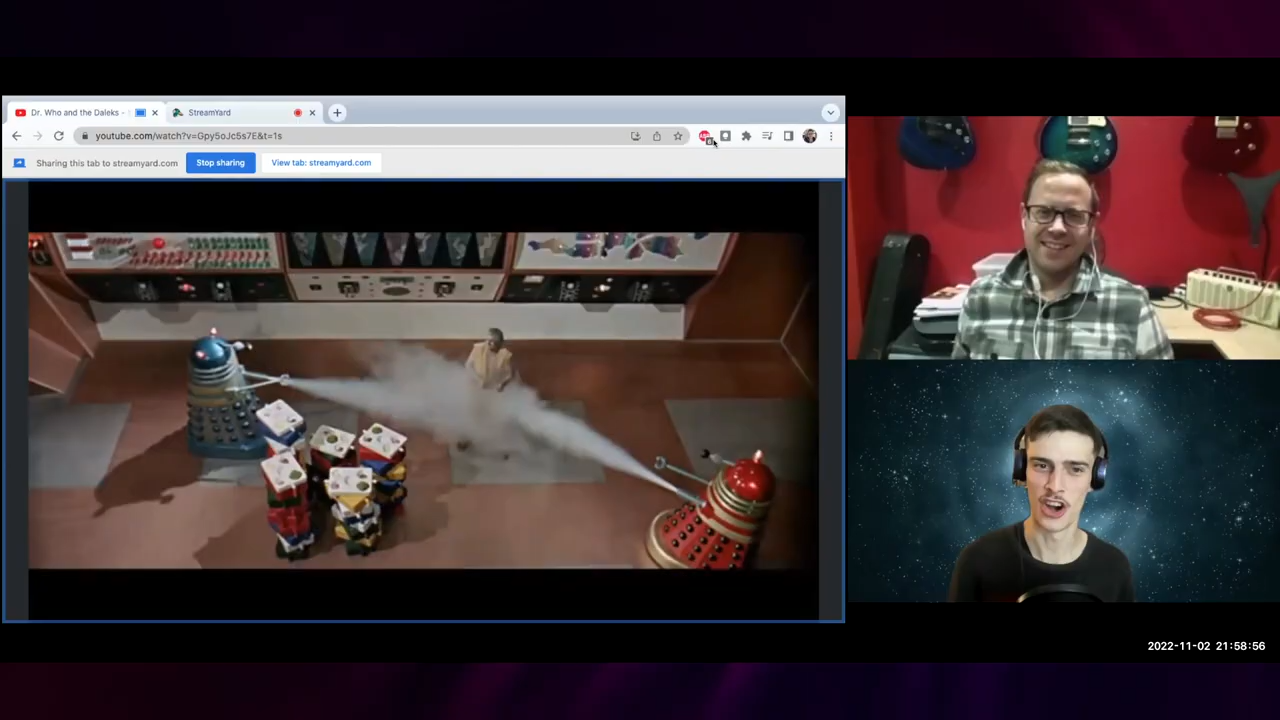 Dr. Who and the Daleks -
StreamYard
youtube.com/watch?v=Gpy5oJc5s7E&t=1s
Sharing this tab to streamyard.com
Stop sharing
View tab: streamyard.com
2022-11-02 21:58:56